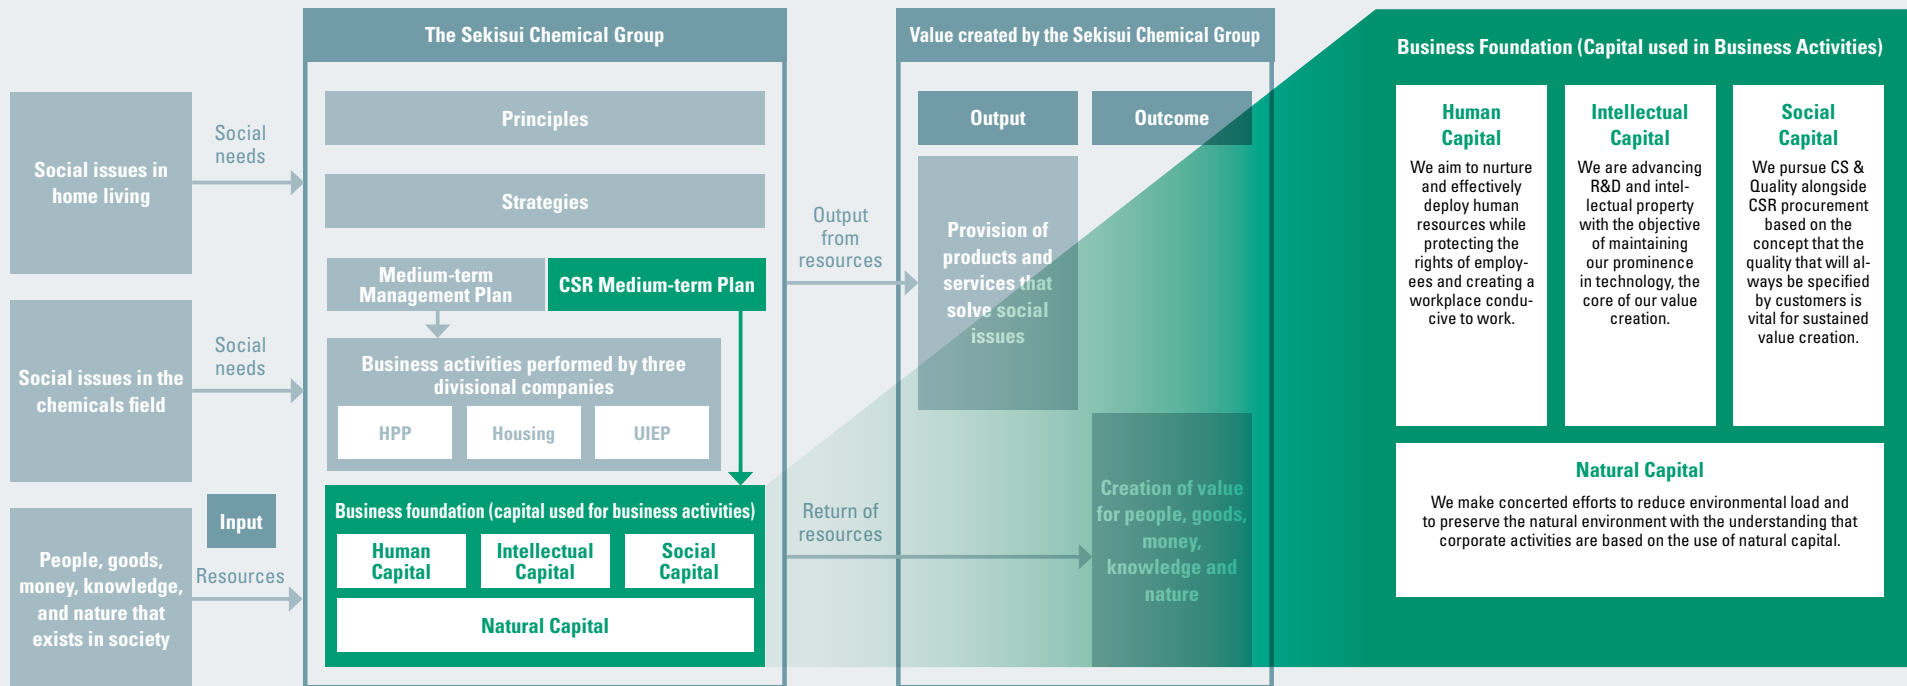 Social issues in
home living
Social issues in the
chemicals field
People, goods,
money, knowledge,
and nature that
exists in society
Social
needs
Social
needs
Input
Resources
The Sekisui Chemical Group
Principles
Strategies
Medium-term
Management Plan
CSR Medium-term Plan
Business activities performed by three
divisional companies
HPP
Housing
UIEP
Business foundation (capital used for business activities)
Human
Capital
Intellectual
Capital
Social
Capital
Natural Capital
Output
from
resources
Return of
resources
Value created by the Sekisui Chemical Group
Output
Outcome
Provision of
products and
services that
solve social
issues
Creation of value
for people, goods,
money,
knowledge and
nature
Business Foundation (Capital used in Business Activities)
Human
Capital
We aim to nurture
and effectively
deploy human
resources while
protecting the
rights of employ-
ees and creating a
workplace condu-
cive to work.
Intellectual
Capital
We are advancing
R&D and intel-
lectual property
with the objective
of maintaining
our prominence
in technology, the
core of our value
creation.
Social
Capital
We pursue CS &
Quality alongside
CSR procurement
based on the
concept that the
quality that will al-
ways be specified
by customers is
vital for sustained
value creation.
Natural Capital
We make concerted efforts to reduce environmental load and
to preserve the natural environment with the understanding that
corporate activities are based on the use of natural capital.